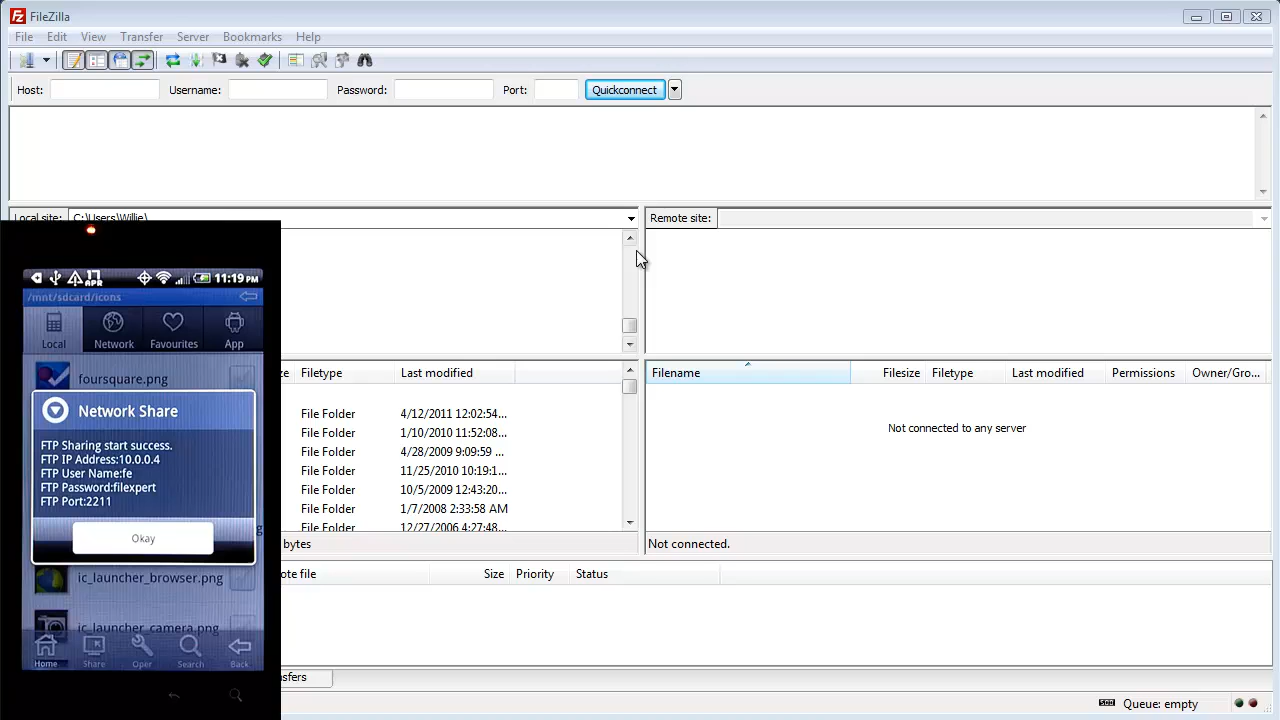 FileZilla
File Edit View Transfer Server Bookmarks Help
Host: Username: Password: Port: Quickconnect
Local site: C:\Users\Willie\
Remote site:
17 APR 11:19 PM
/mnt/sdcard/icons
Local Network Favourites App
foursquare.png
Network Share
FTP Sharing start success.
FTP IP Address:10.0.0.4
FTP User Name:fe
FTP Password:filexpert
FTP Port:2211
Okay
ic_launcher_browser.png
ic_launcher_camera.png
Home Share Oper Search Back
ze Filetype Last modified
File Folder 4/12/2011 12:02:54...
File Folder 1/10/2010 11:52:08...
File Folder 4/28/2009 9:09:59 ...
File Folder 11/25/2010 10:19:1...
File Folder 10/5/2009 12:43:20...
File Folder 1/7/2008 2:33:58 AM
File Folder 12/27/2006 4:27:48...
bytes
Filename Filesize Filetype Last modified Permissions Owner/Gro...
Not connected to any server
Not connected.
ote file Size Priority Status
sfers
Queue: empty